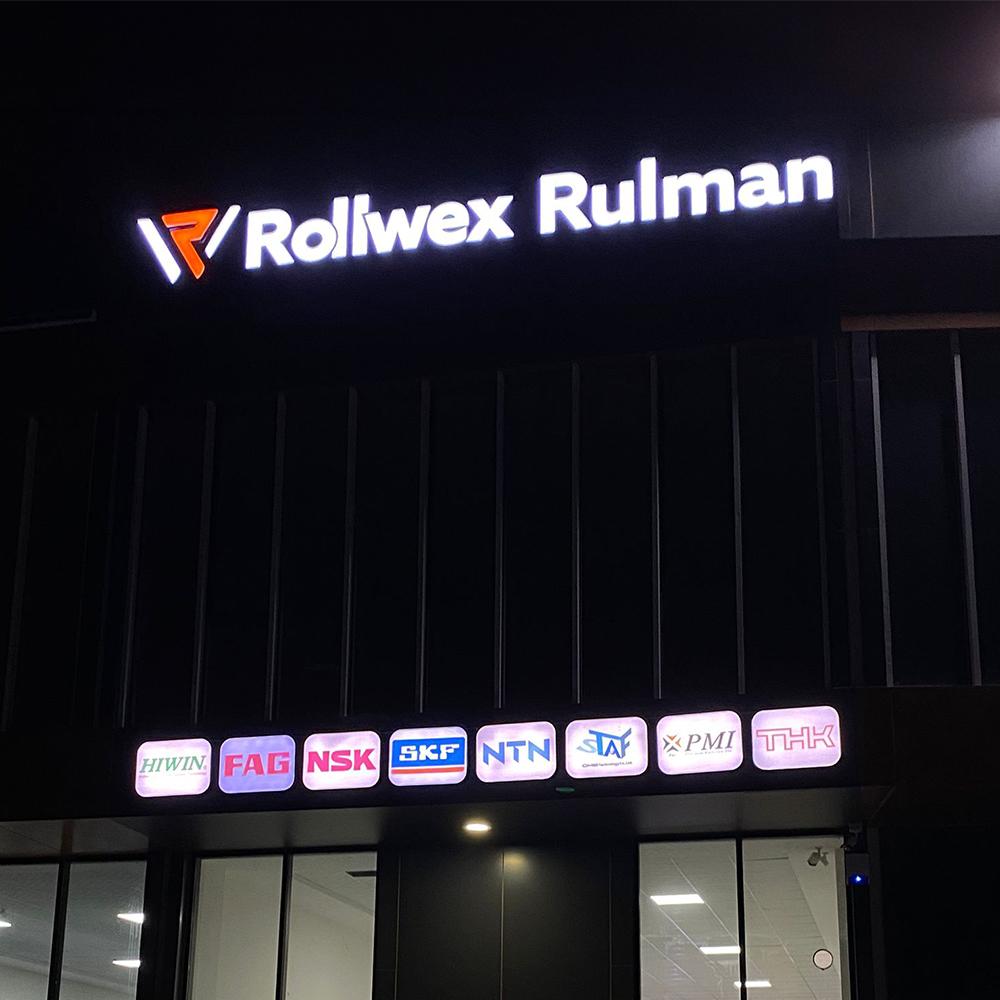 Rollwex Rulman
HIWIN
FAG
NSK
SKF
NTN
STAF
PMI
THK